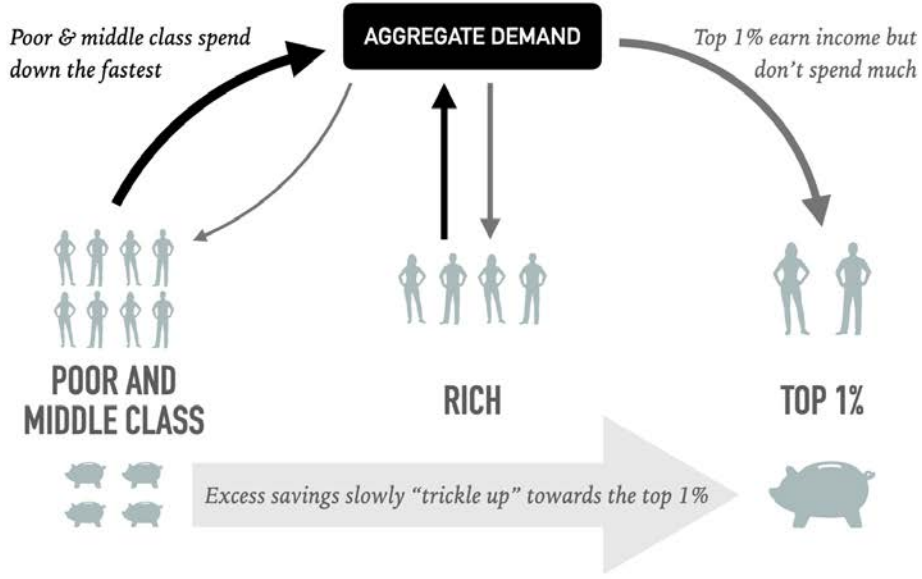 Poor & middle class spend
down the fastest
AGGREGATE DEMAND
Top 1% earn income but
don’t spend much
POOR AND
MIDDLE CLASS
RICH
TOP 1%
Excess savings slowly “trickle up” towards the top 1%